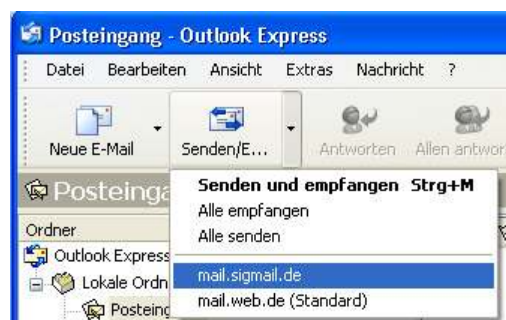 Posteingang - Outlook Express
Datei Bearbeiten Ansicht Extras Nachricht ?
Neue E-Mail Senden/E... Antworten Allen antwor
Posteinga
Senden und empfangen Strg+M
Alle empfangen
Alle senden
Ordner
Outlook Express
mail.sigmail.de
Lokale Ordn
mail.web.de (Standard)
Posteing